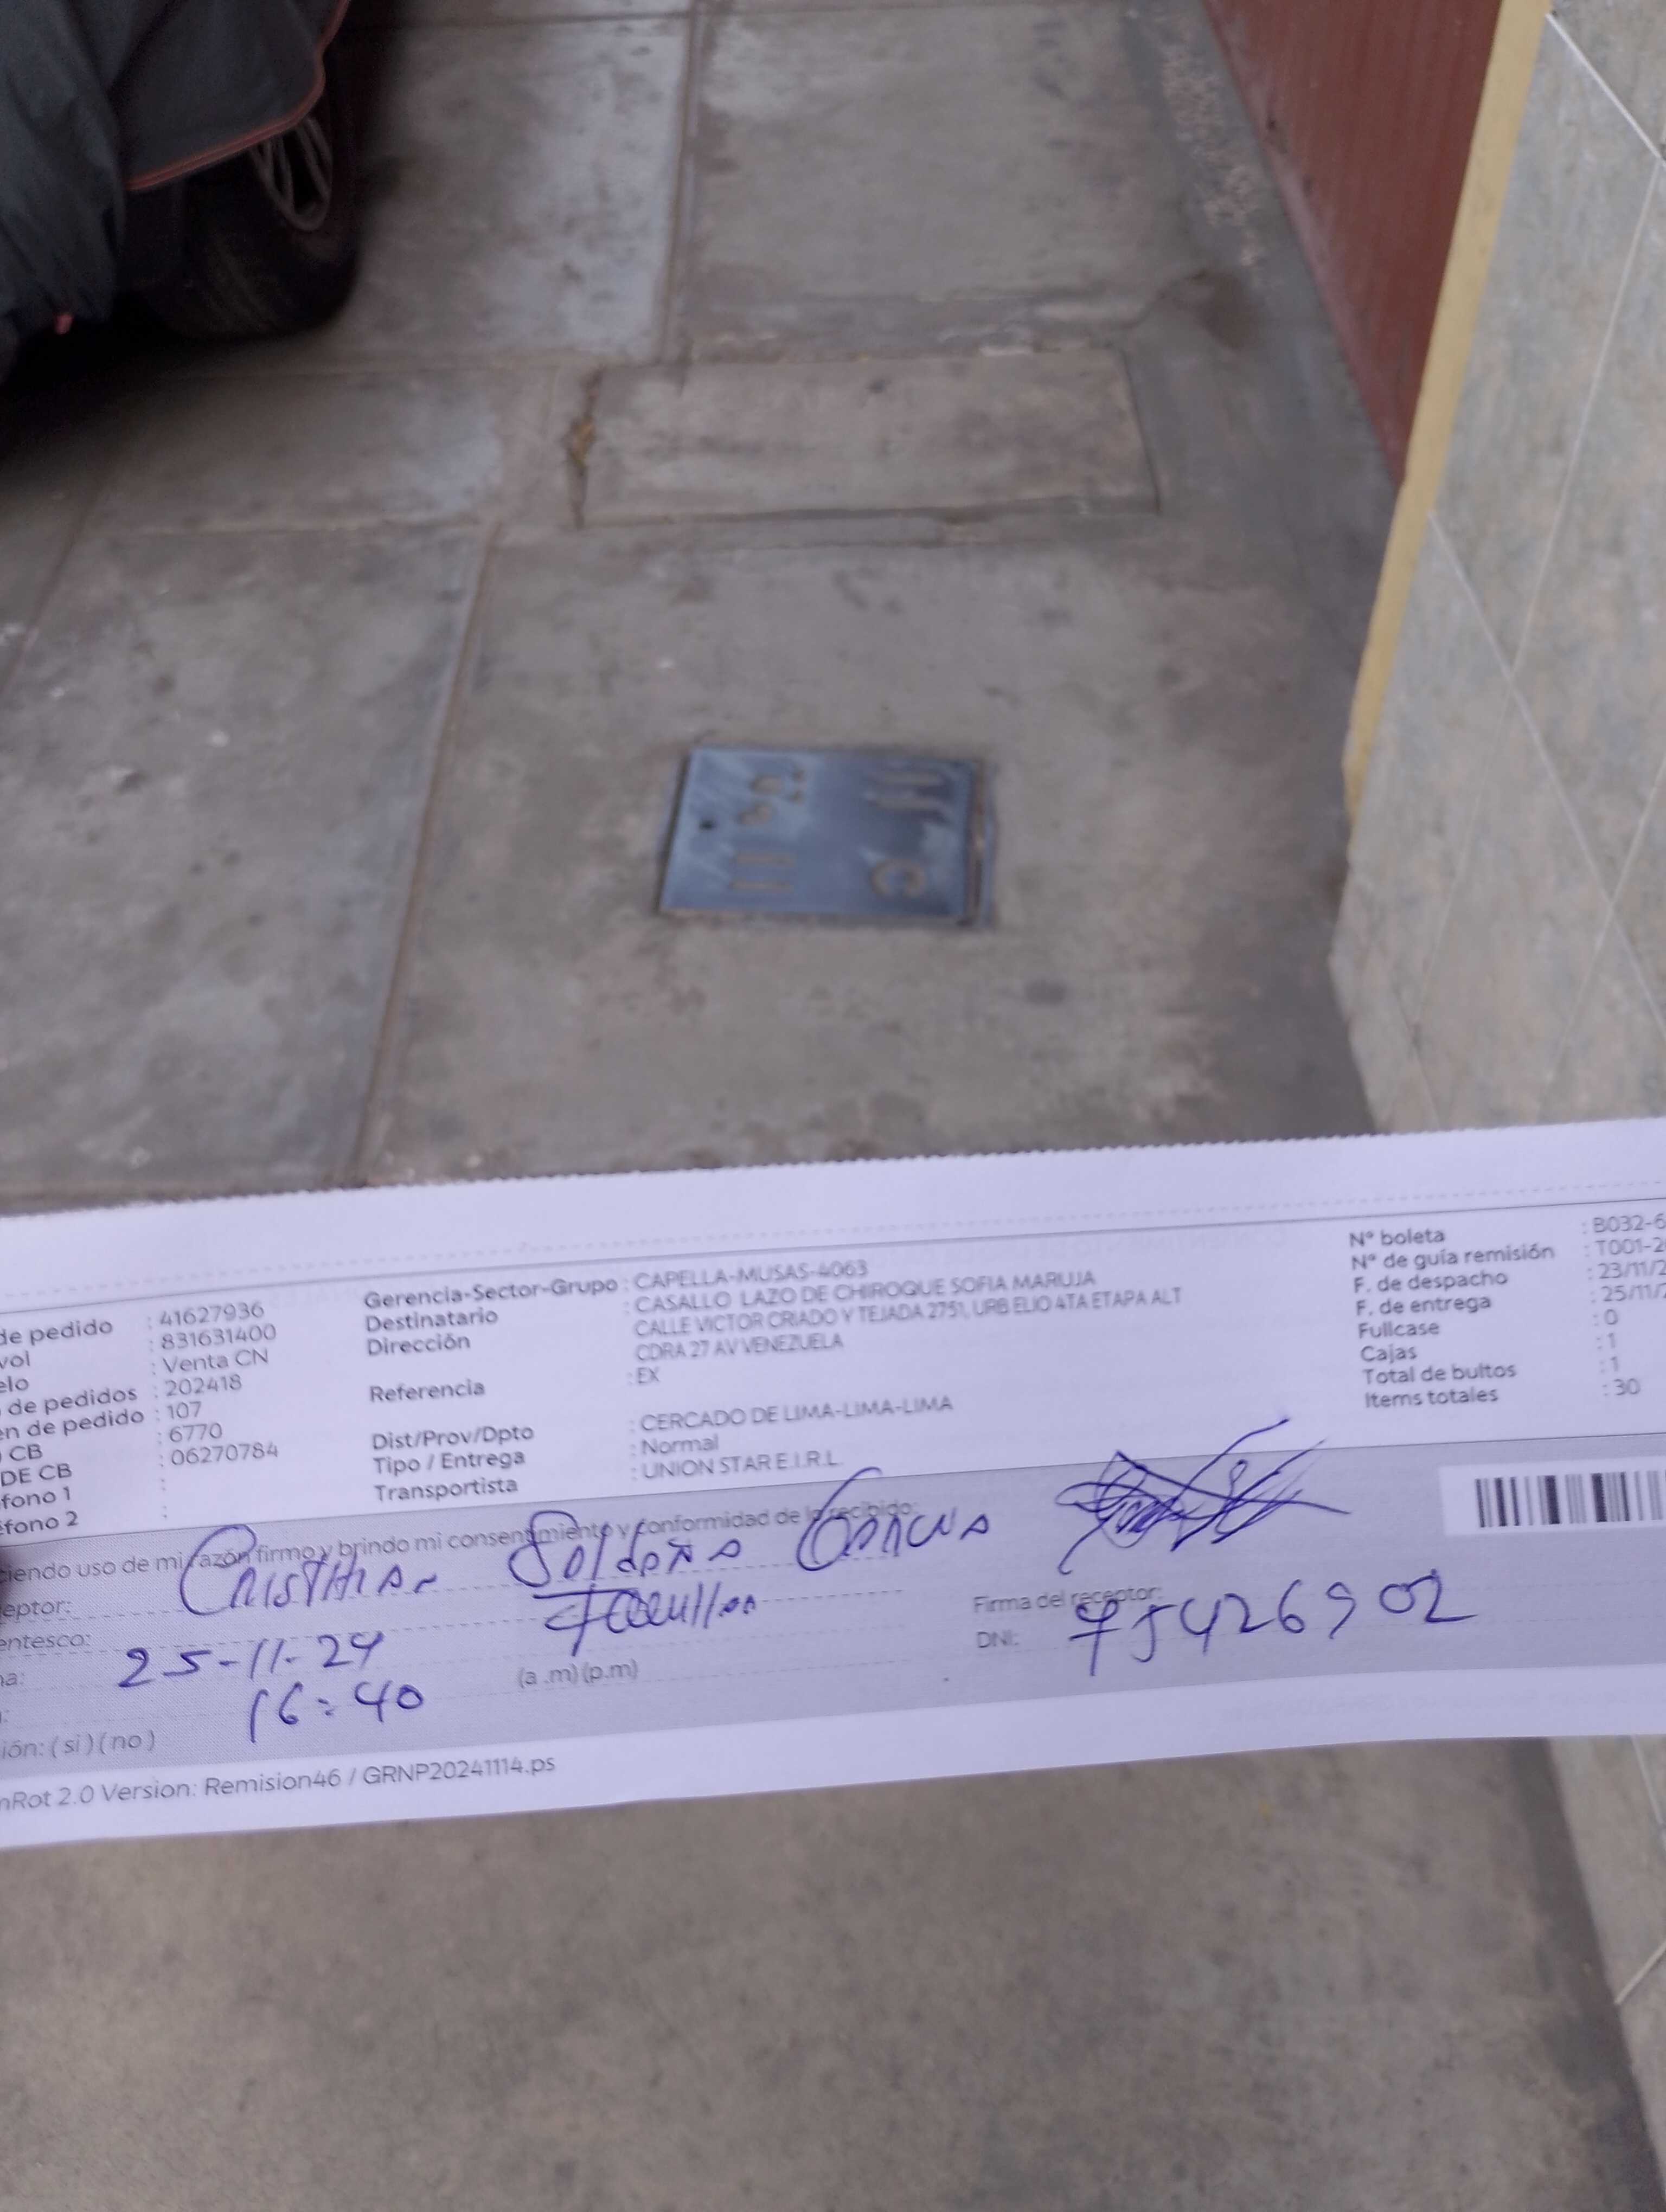 de pedido : 41627936
vol : 831631400
elo : Venta CN
de pedidos : 202418
en de pedido : 107
CB : 6770
DE CB : 06270784
fono 1 :
éfono 2 :
Gerencia-Sector-Grupo : CAPELLA-MUSAS-4063
Destinatario : CASALLO LAZO DE CHIROQUE SOFIA MARUJA
Dirección CALLE VICTOR CRIADO Y TEJADA 2751, URB ELIO 4TA ETAPA ALT
CDRA 27 AV VENEZUELA
Referencia : EX
Dist/Prov/Dpto : CERCADO DE LIMA-LIMA-LIMA
Tipo / Entrega : Normal
Transportista : UNION STAR E.I.R.L.
Nº boleta : B032-6
Nº de guía remisión : T001-2
F. de despacho : 23/11/2
F. de entrega : 25/11/2
Fullcase : 0
Cajas : 1
Total de bultos : 1
Items totales : 30
ciendo uso de mi razón firmo y brindo mi consentimiento y conformidad de lo recibido:
eptor: Cristhian
entesco:
25-11-24
16:40 (a .m) (p.m)
Firma del receptor:
DNI: 75426902
ión: ( si ) ( no )
nRot 2.0 Version: Remision46 / GRNP20241114.ps